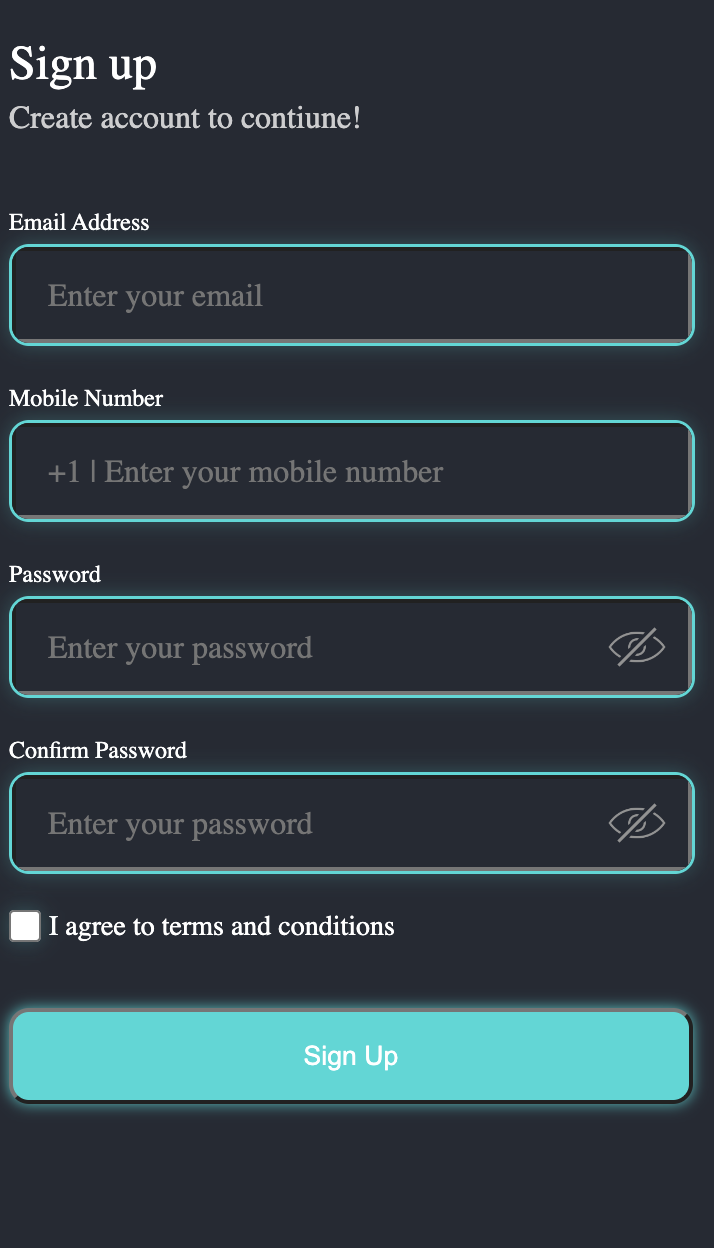 Sign up
Create account to contiune!
Email Address
Enter your email
Mobile Number
+1 | Enter your mobile number
Password
Enter your password
Confirm Password
Enter your password
I agree to terms and conditions
Sign Up